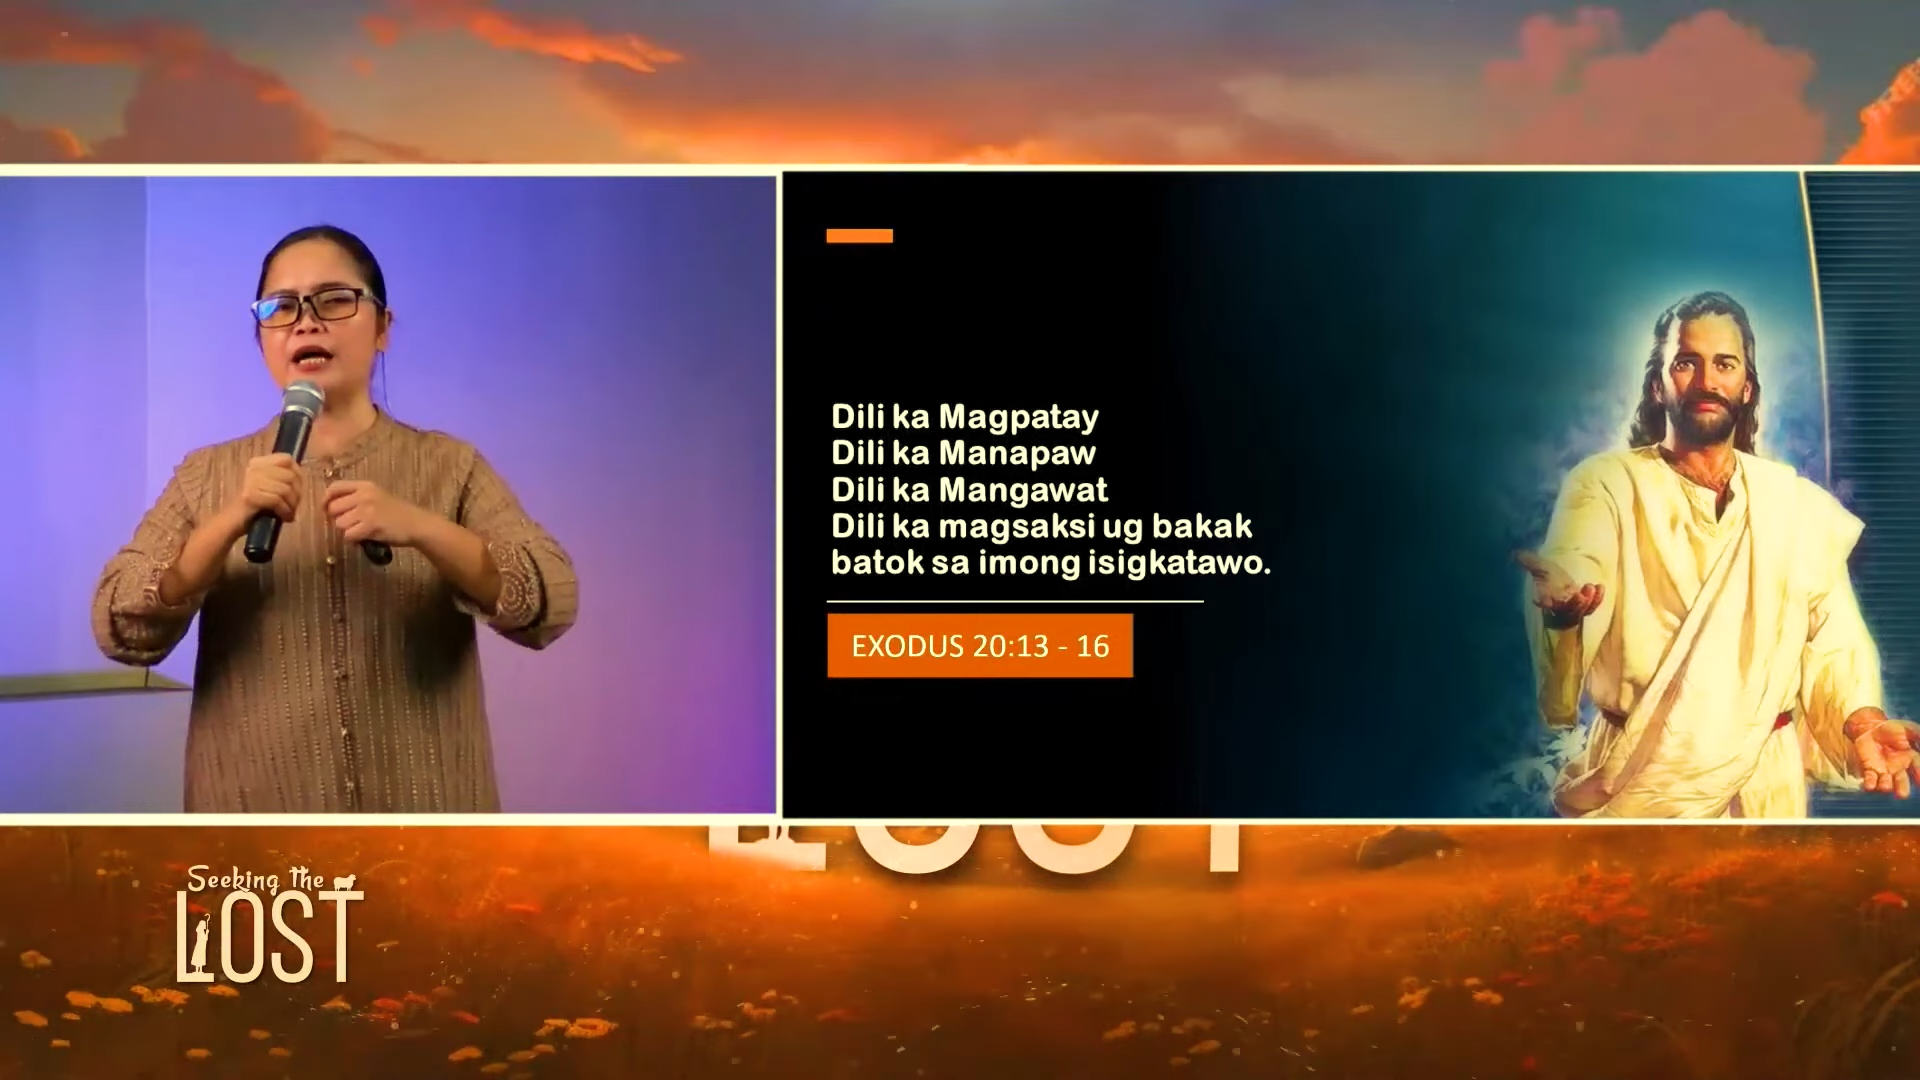 Dili ka Magpatay
Dili ka Manapaw
Dili ka Mangawat
Dili ka magsaksi ug bakak
batok sa imong isigkatawo.
EXODUS 20:13 - 16
LOST
Seeking the
LOST